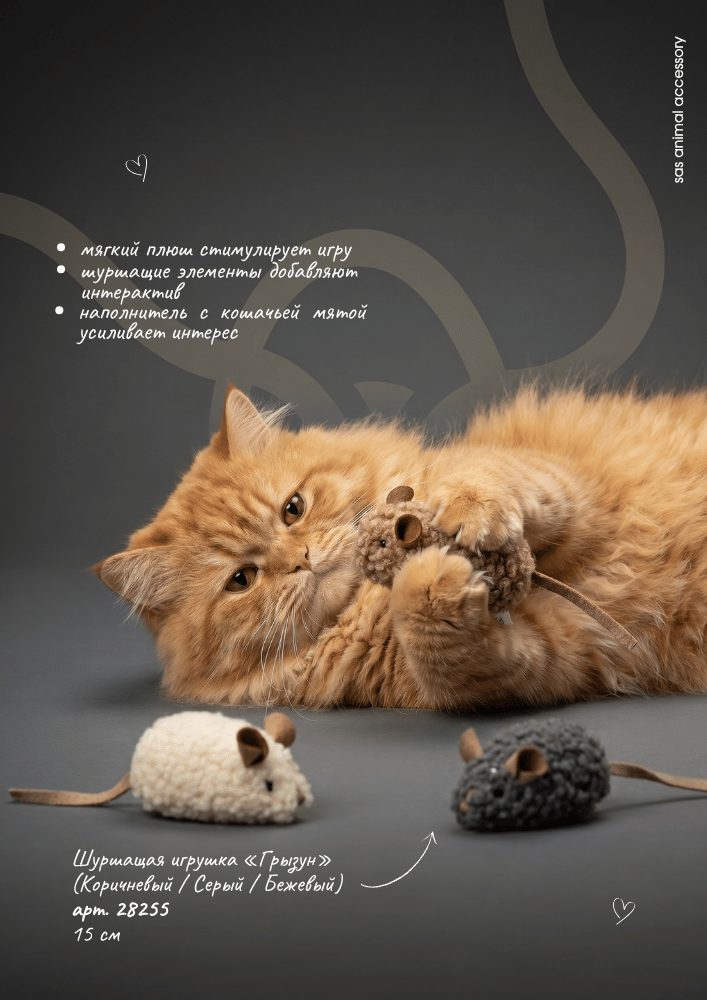 sas animal accessory
• мягкий плюш стимулирует игру
• шуршащие элементы добавляют
интерактив
• наполнитель с кошачьей мятой
усиливает интерес
Шуршащая игрушка «Грызун»
(Коричневый / Серый / Бежевый)
арт. 28255
15 см